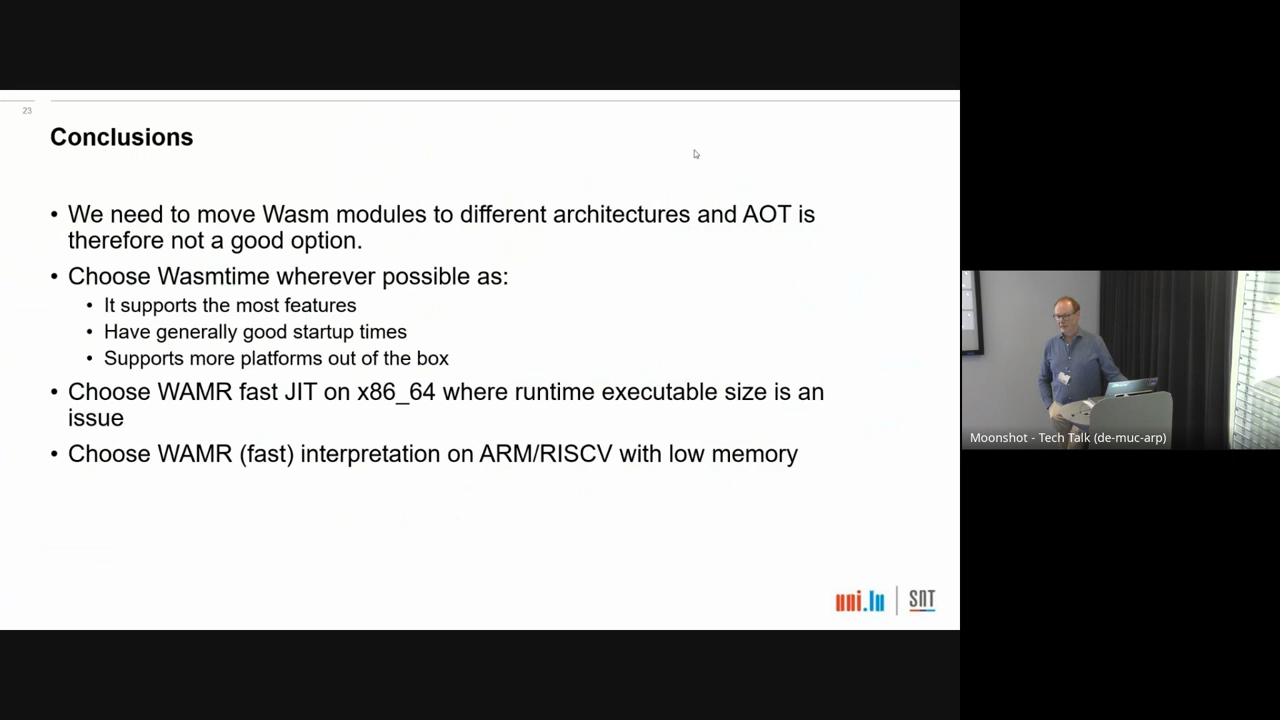 23
Conclusions
• We need to move Wasm modules to different architectures and AOT is
therefore not a good option.
• Choose Wasmtime wherever possible as:
• It supports the most features
• Have generally good startup times
• Supports more platforms out of the box
• Choose WAMR fast JIT on x86_64 where runtime executable size is an
issue
• Choose WAMR (fast) interpretation on ARM/RISCV with low memory
uni.lu
SNT
Moonshot - Tech Talk (de-muc-arp)